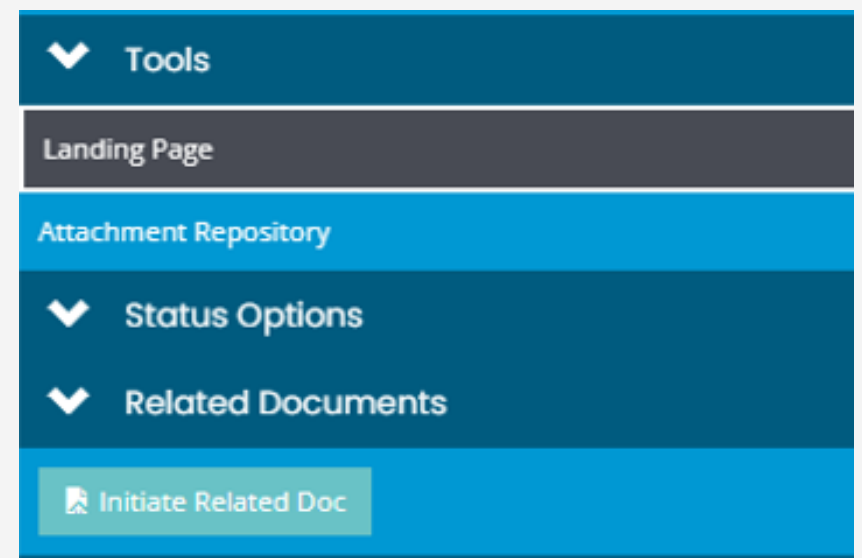 Tools
Landing Page
Attachment Repository
Status Options
Related Documents
Initiate Related Doc